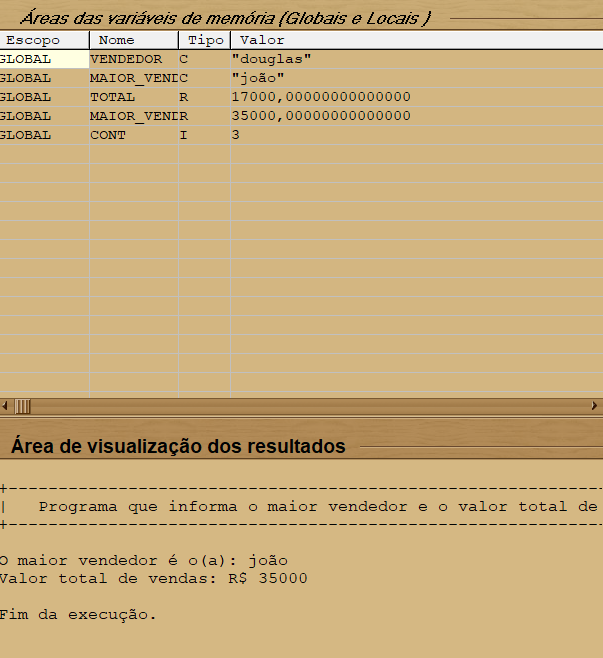 Áreas das variáveis de memória (Globais e Locais )
Escopo Nome Tipo Valor
GLOBAL VENDEDOR C "douglas"
GLOBAL MAIOR_VEND C "joão"
GLOBAL TOTAL R 17000,00000000000000
GLOBAL MAIOR_VEND R 35000,00000000000000
GLOBAL CONT I 3
Área de visualização dos resultados
+------------------------------------------------------------------
| Programa que informa o maior vendedor e o valor total de
+------------------------------------------------------------------
O maior vendedor é o(a): joão
Valor total de vendas: R$ 35000
Fim da execução.